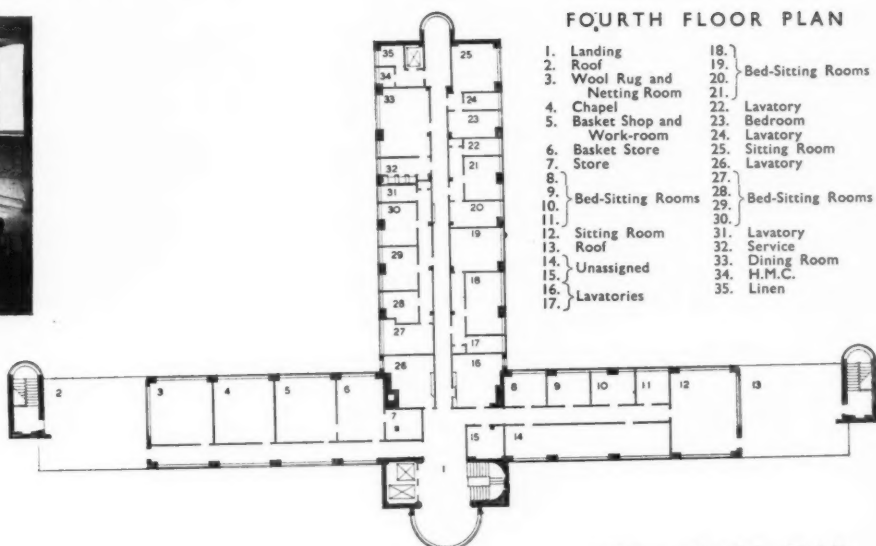 FOURTH FLOOR PLAN
1. Landing
2. Roof
3. Wool Rug and
Netting Room
4. Chapel
5. Basket Shop and
Work-room
6. Basket Store
7. Store
8.
9.
10.
11.
Bed-Sitting Rooms
12. Sitting Room
13. Roof
14.
15.
Unassigned
16.
17.
Lavatories
18.
19.
20.
21.
Bed-Sitting Rooms
22. Lavatory
23. Bedroom
24. Lavatory
25. Sitting Room
26. Lavatory
27.
28.
29.
30.
Bed-Sitting Rooms
31. Lavatory
32. Service
33. Dining Room
34. H.M.C.
35. Linen
35
25
34
33
24
23
22
32
21
31
30
20
19
29
18
28
27
17
26
16
2
3
4
5
6
7
8
9
10
11
12
13
15
14
1